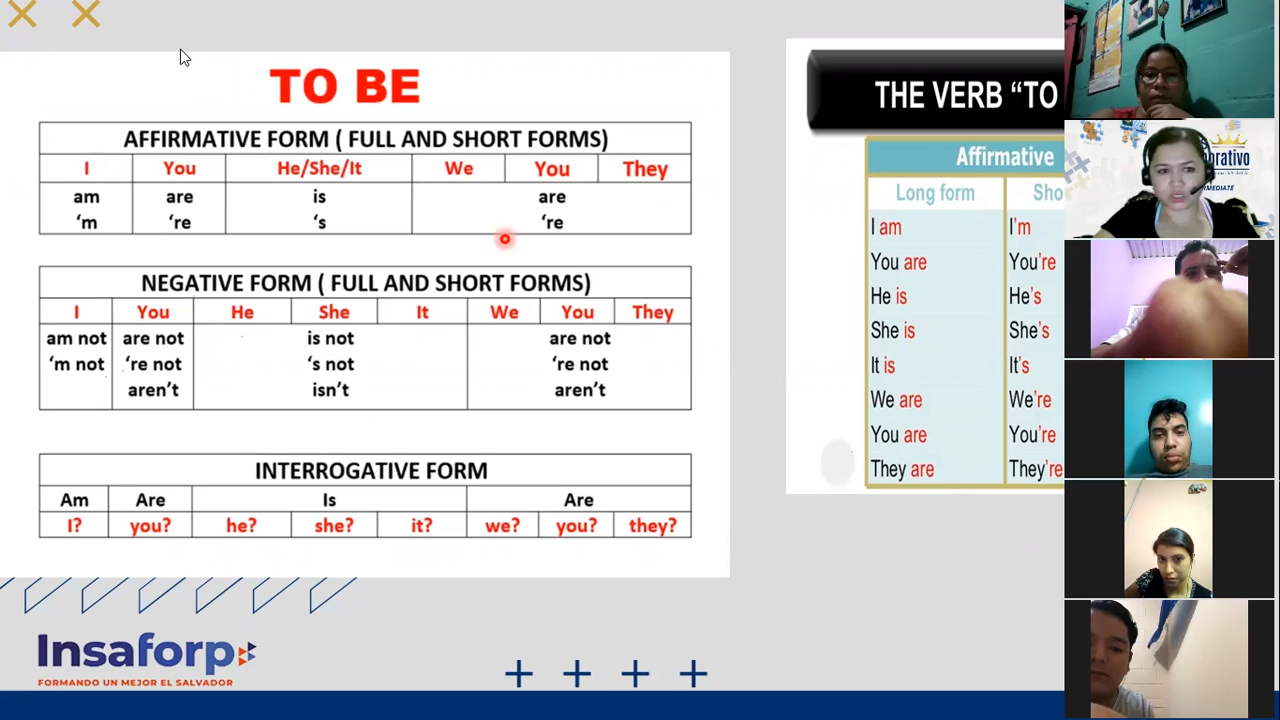 TO BE
AFFIRMATIVE FORM ( FULL AND SHORT FORMS)
I You He/She/It We You They
am are is are
‘m ‘re ‘s ‘re
NEGATIVE FORM ( FULL AND SHORT FORMS)
I You He She It We You They
am not are not is not are not
‘m not ‘re not ‘s not ‘re not
aren’t isn’t aren’t
INTERROGATIVE FORM
Am Are Is Are
I? you? he? she? it? we? you? they?
Insaforp
FORMANDO UN MEJOR EL SALVADOR
THE VERB “TO
Affirmative
Long form Sho
I am I’m
You are You’re
He is He’s
She is She’s
It is It’s
We are We’re
You are You’re
They are They’re
orativo
MEDIATE